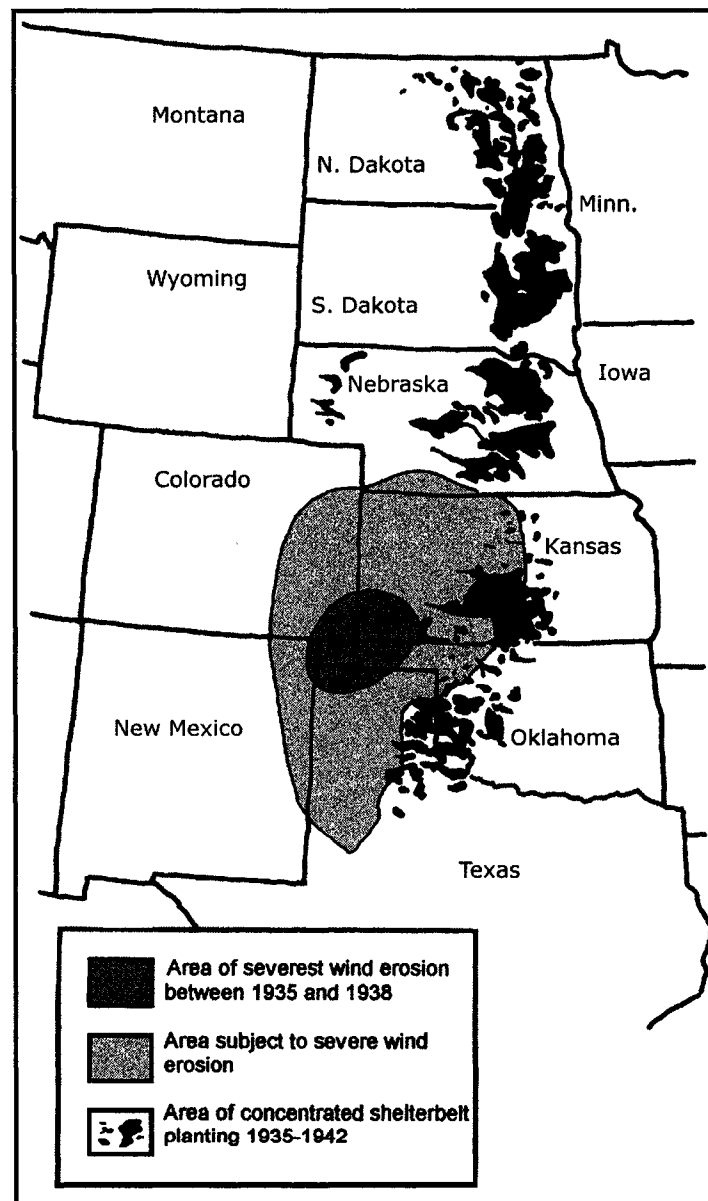 Montana
N. Dakota
Minn.
Wyoming
S. Dakota
Nebraska
Iowa
Colorado
Kansas
New Mexico
Oklahoma
Texas
Area of severest wind erosion
between 1935 and 1938
Area subject to severe wind
erosion
Area of concentrated shelterbelt
planting 1935-1942